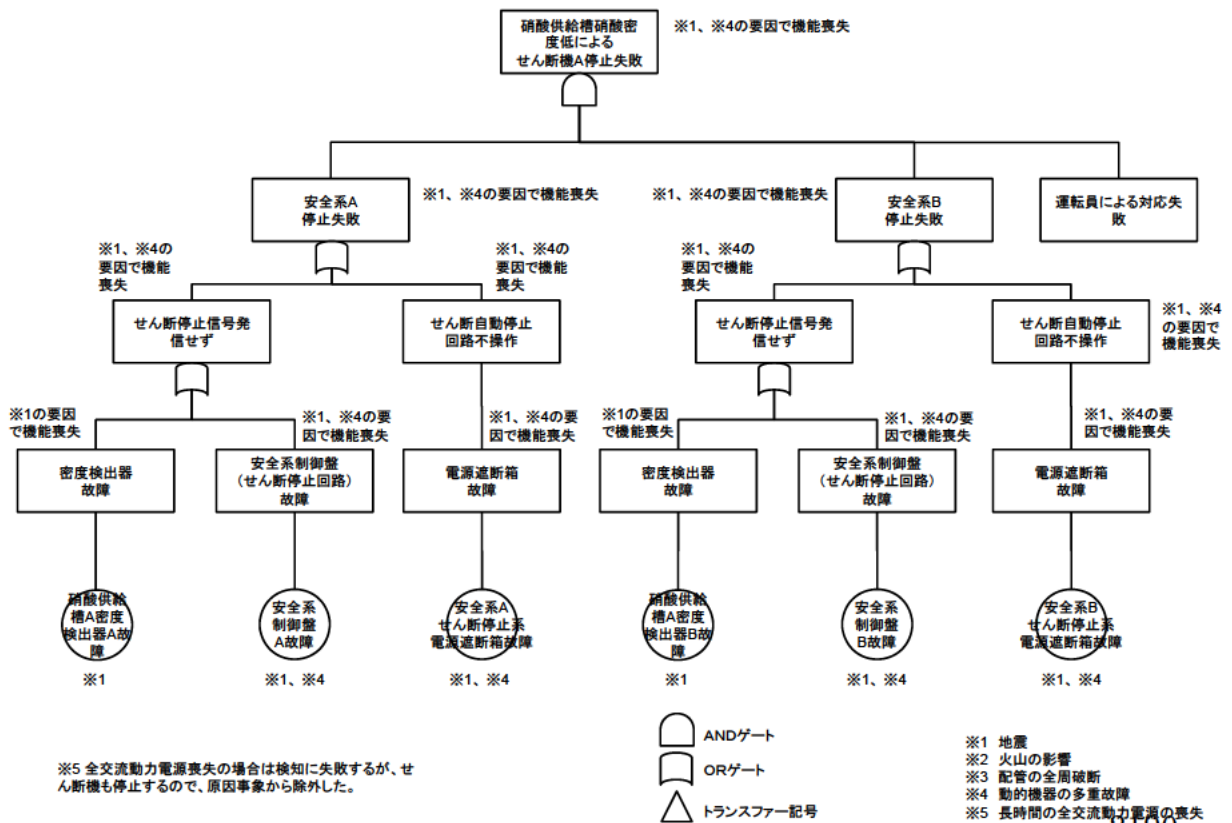 硝酸供給槽硝酸密
度低による
せん断機A停止失敗
※1、※4の要因で機能喪失
安全系A
停止失敗
※1、※4の要因で機能喪失
※1、※4の要因で機能喪失
安全系B
停止失敗
運転員による対応失
敗
※1、※4の
要因で機能
喪失
※1、※4の
要因で機能
喪失
※1、※4の
要因で機能
喪失
せん断停止信号発
信せず
せん断自動停止
回路不操作
せん断停止信号発
信せず
せん断自動停止
回路不操作
※1、※4
の要因で
機能喪失
※1の要因
で機能喪失
※1、※4の要
因で機能喪失
※1、※4の要
因で機能喪失
※1の要因
で機能喪失
※1、※4の要
因で機能喪失
※1、※4の要
因で機能喪失
密度検出器
故障
安全系制御盤
(せん断停止回路)
故障
電源遮断箱
故障
密度検出器
故障
安全系制御盤
(せん断停止回路)
故障
電源遮断箱
故障
硝酸供給
槽A密度
検出器A故
障
安全系
制御盤
A故障
安全系A
せん断停止系
電源遮断箱故障
硝酸供給
槽A密度
検出器B故
障
安全系
制御盤
B故障
安全系B
せん断停止系
電源遮断箱故障
※1
※1、※4
※1、※4
※1
※1、※4
※1、※4
※5 全交流動力電源喪失の場合は検知に失敗するが、せ
ん断機も停止するので、原因事象から除外した。
ANDゲート
ORゲート
トランスファー記号
※1 地震
※2 火山の影響
※3 配管の全周破断
※4 動的機器の多重故障
※5 長時間の全交流動力電源の喪失